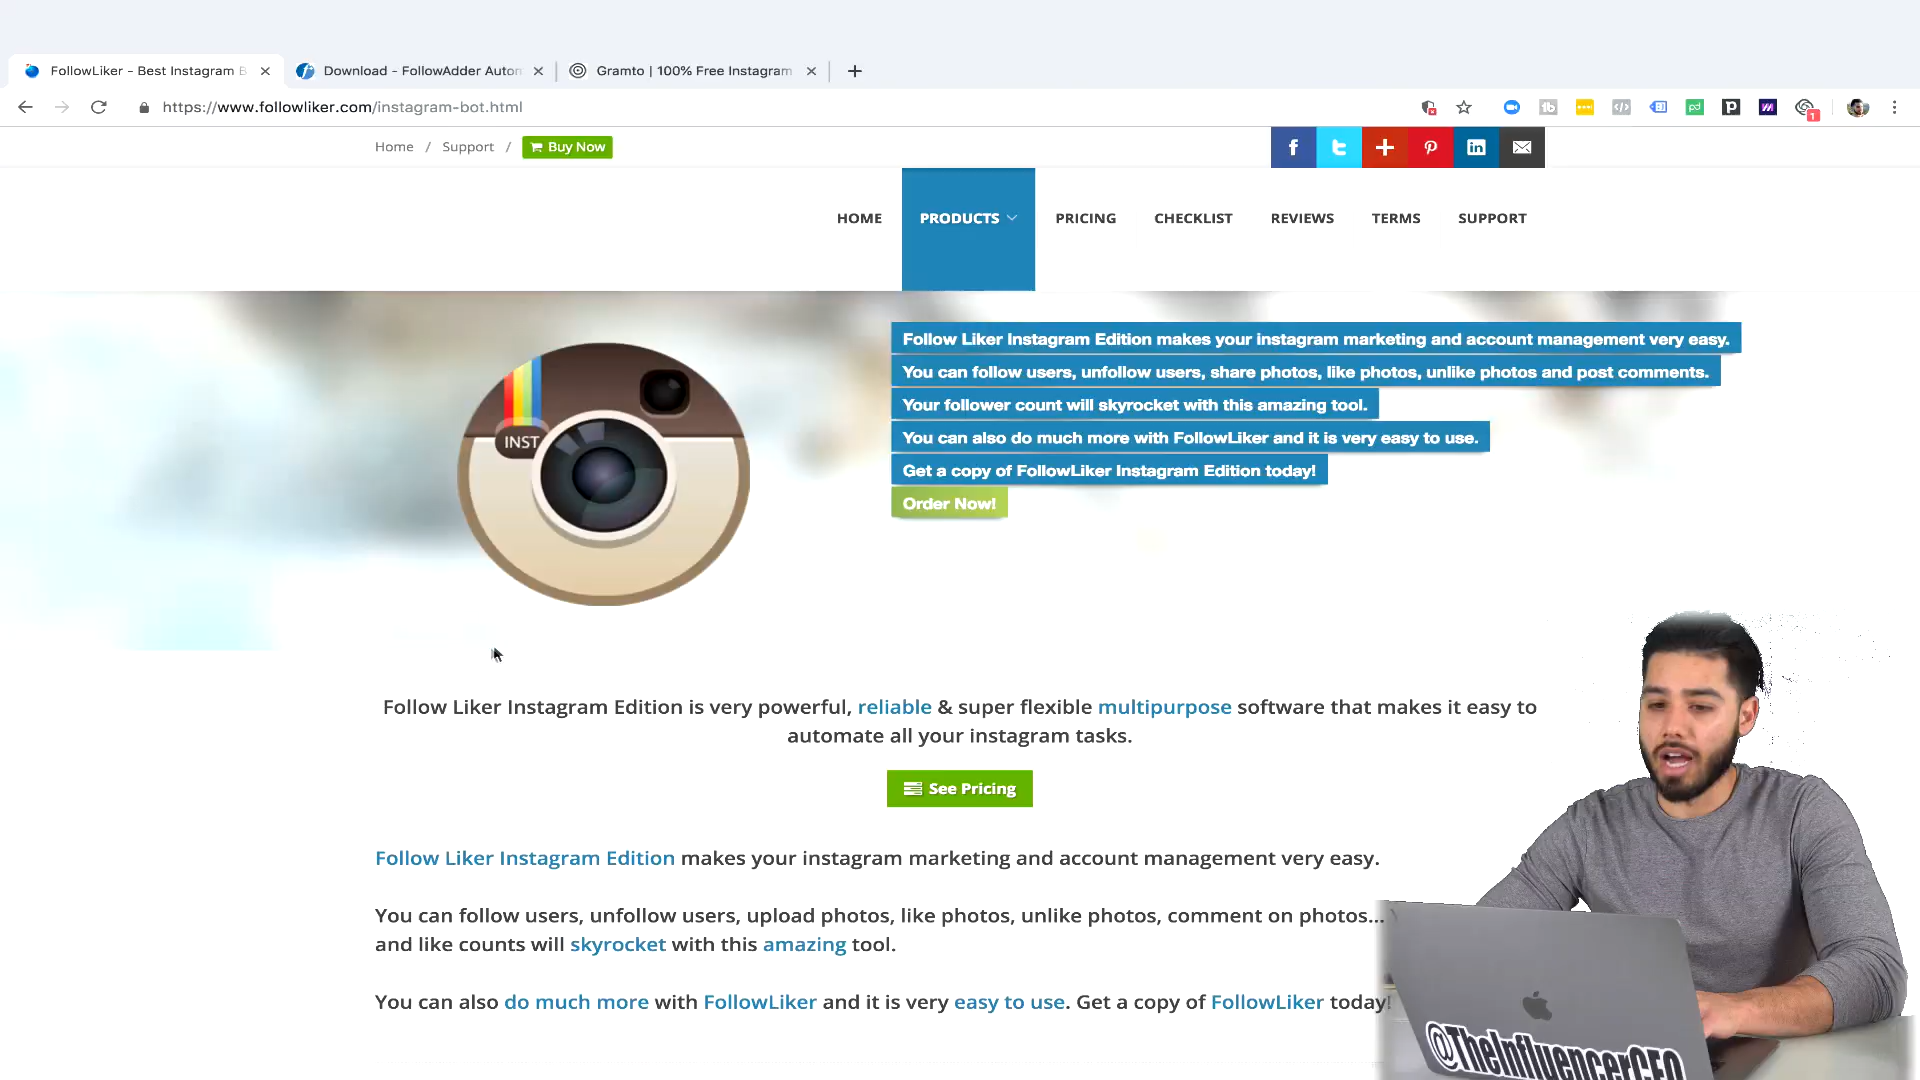 FollowLiker - Best Instagram B
Download - FollowAdder Auton
Gramto | 100% Free Instagram
https://www.followliker.com/instagram-bot.html
Home / Support / Buy Now
HOME
PRODUCTS
PRICING
CHECKLIST
REVIEWS
TERMS
SUPPORT
INST
Follow Liker Instagram Edition makes your instagram marketing and account management very easy.
You can follow users, unfollow users, share photos, like photos, unlike photos and post comments.
Your follower count will skyrocket with this amazing tool.
You can also do much more with FollowLiker and it is very easy to use.
Get a copy of FollowLiker Instagram Edition today!
Order Now!
Follow Liker Instagram Edition is very powerful, reliable & super flexible multipurpose software that makes it easy to
automate all your instagram tasks.
See Pricing
Follow Liker Instagram Edition makes your instagram marketing and account management very easy.
You can follow users, unfollow users, upload photos, like photos, unlike photos, comment on photos...
and like counts will skyrocket with this amazing tool.
You can also do much more with FollowLiker and it is very easy to use. Get a copy of FollowLiker today!
@TheInfluencerCEO